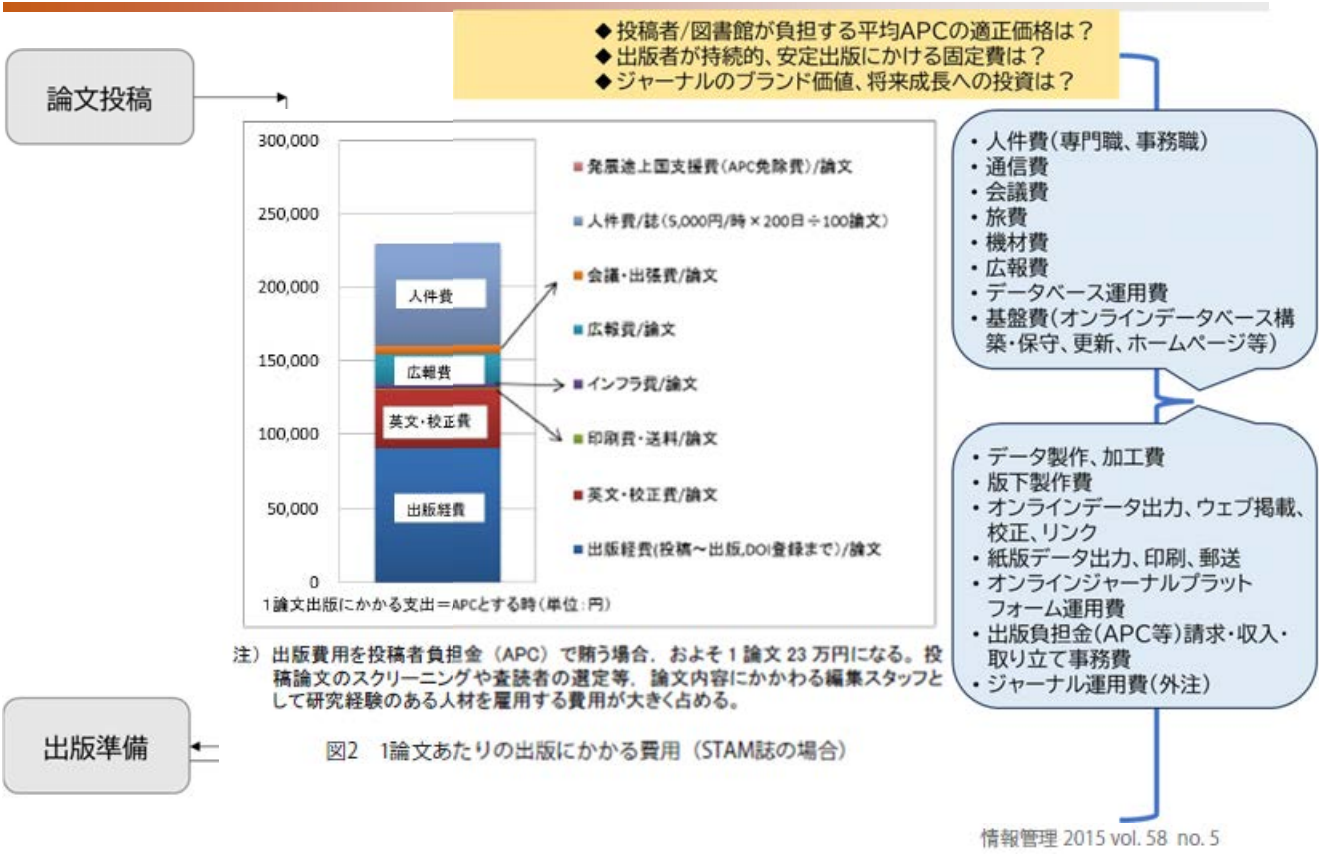 ◆投稿者/図書館が負担する平均APCの適正価格は？
◆出版者が持続的、安定出版にかける固定費は？
◆ジャーナルのブランド価値、将来成長への投資は？
論文投稿
300,000
250,000
200,000
150,000
100,000
50,000
0
人件費
広報費
英文・校正費
出版経費
■発展途上国支援費(APC免除費)/論文
■人件費/誌(5,000円/時×200日÷100論文)
■会議・出張費/論文
■広報費/論文
■インフラ費/論文
■印刷費・送料/論文
■英文・校正費/論文
■出版経費(投稿～出版,DOI登録まで)/論文
1論文出版にかかる支出＝APCとする時(単位:円)
・人件費(専門職、事務職)
・通信費
・会議費
・旅費
・機材費
・広報費
・データベース運用費
・基盤費(オンラインデータベース構
築・保守、更新、ホームページ等)
・データ製作、加工費
・版下製作費
・オンラインデータ出力、ウェブ掲載、
校正、リンク
・紙版データ出力、印刷、郵送
・オンラインジャーナルプラット
フォーム運用費
・出版負担金(APC等)請求・収入・
取り立て事務費
・ジャーナル運用費(外注)
注）出版費用を投稿者負担金（APC）で賄う場合，およそ1論文23万円になる。投
稿論文のスクリーニングや査読者の選定等，論文内容にかかわる編集スタッフと
して研究経験のある人材を雇用する費用が大きく占める。
出版準備
図2　1論文あたりの出版にかかる費用（STAM誌の場合）
情報管理 2015 vol. 58 no. 5